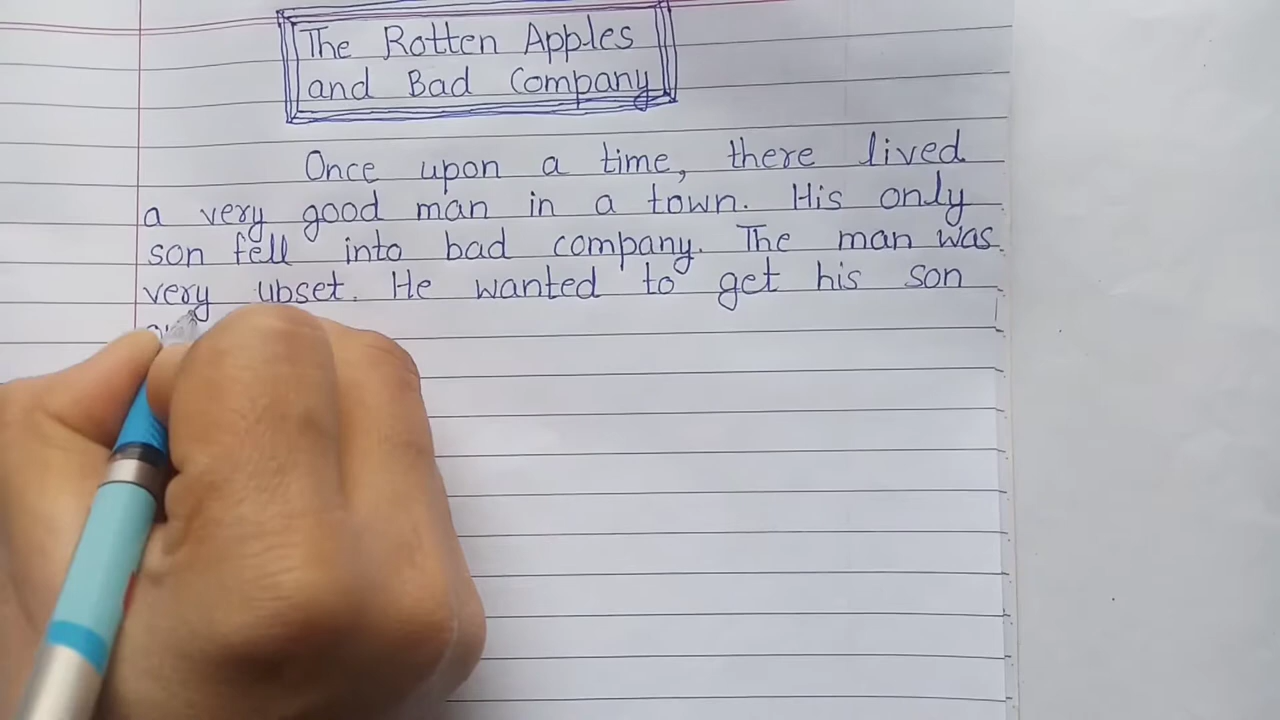 The Rotten Apples
and Bad Company
Once upon a time, there lived
a very good man in a town. His only
son fell into bad company. The man was
very upset. He wanted to get his son